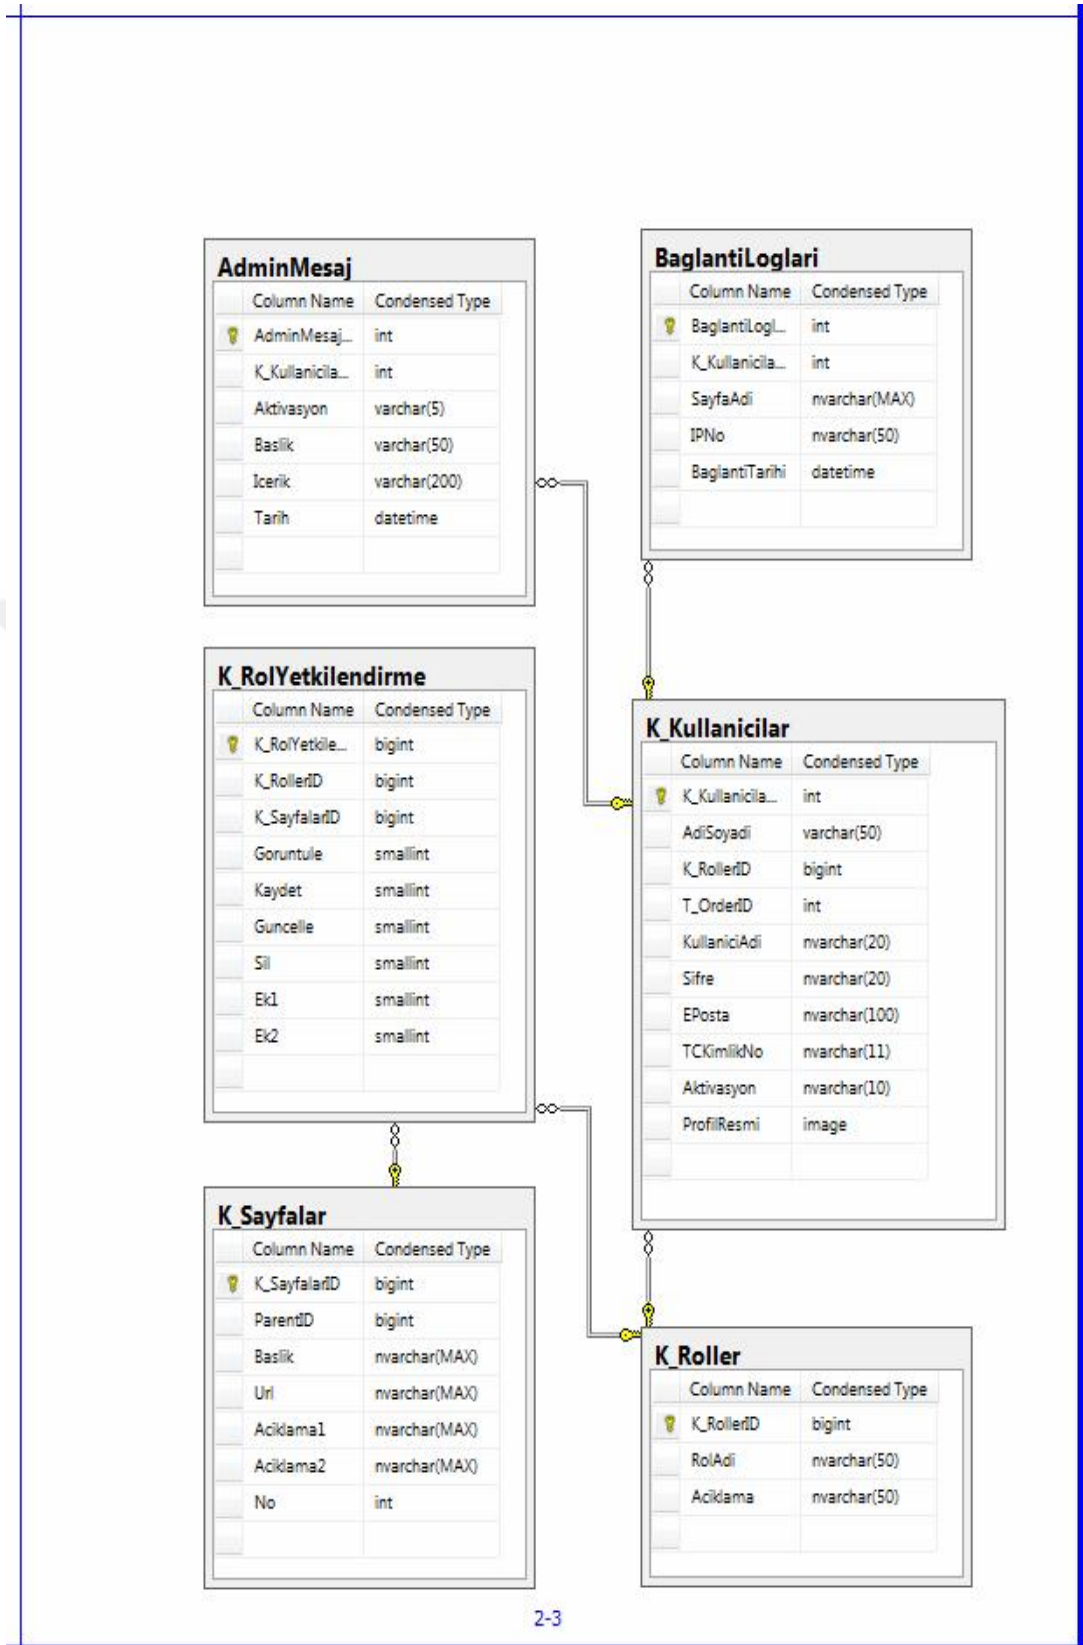 AdminMesaj
Column Name Condensed Type
AdminMesaj... int
K_Kullanicila... int
Aktivasyon varchar(5)
Baslik varchar(50)
Icerik varchar(200)
Tarih datetime
BaglantiLoglari
Column Name Condensed Type
BaglantiLogl... int
K_Kullanicila... int
SayfaAdi nvarchar(MAX)
IPNo nvarchar(50)
BaglantiTarihi datetime
K_RolYetkilendirme
Column Name Condensed Type
K_RolYetkile... bigint
K_RollerID bigint
K_SayfalarID bigint
Goruntule smallint
Kaydet smallint
Guncelle smallint
Sil smallint
Ek1 smallint
Ek2 smallint
K_Kullanicilar
Column Name Condensed Type
K_Kullanicila... int
AdiSoyadi varchar(50)
K_RollerID bigint
T_OrderID int
KullaniciAdi nvarchar(20)
Sifre nvarchar(20)
EPosta nvarchar(100)
TCKimlikNo nvarchar(11)
Aktivasyon nvarchar(10)
ProfilResmi image
K_Sayfalar
Column Name Condensed Type
K_SayfalarID bigint
ParentID bigint
Baslik nvarchar(MAX)
Url nvarchar(MAX)
Aciklama1 nvarchar(MAX)
Aciklama2 nvarchar(MAX)
No int
K_Roller
Column Name Condensed Type
K_RollerID bigint
RolAdi nvarchar(50)
Aciklama nvarchar(50)
2-3